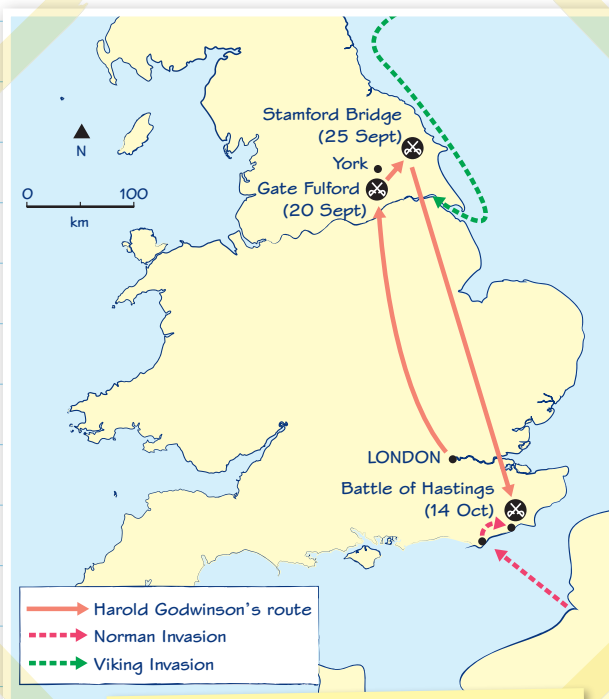 Stamford Bridge
(25 Sept)
York
Gate Fulford
(20 Sept)
N
0 100
km
LONDON
Battle of Hastings
(14 Oct)
Harold Godwinson's route
Norman Invasion
Viking Invasion